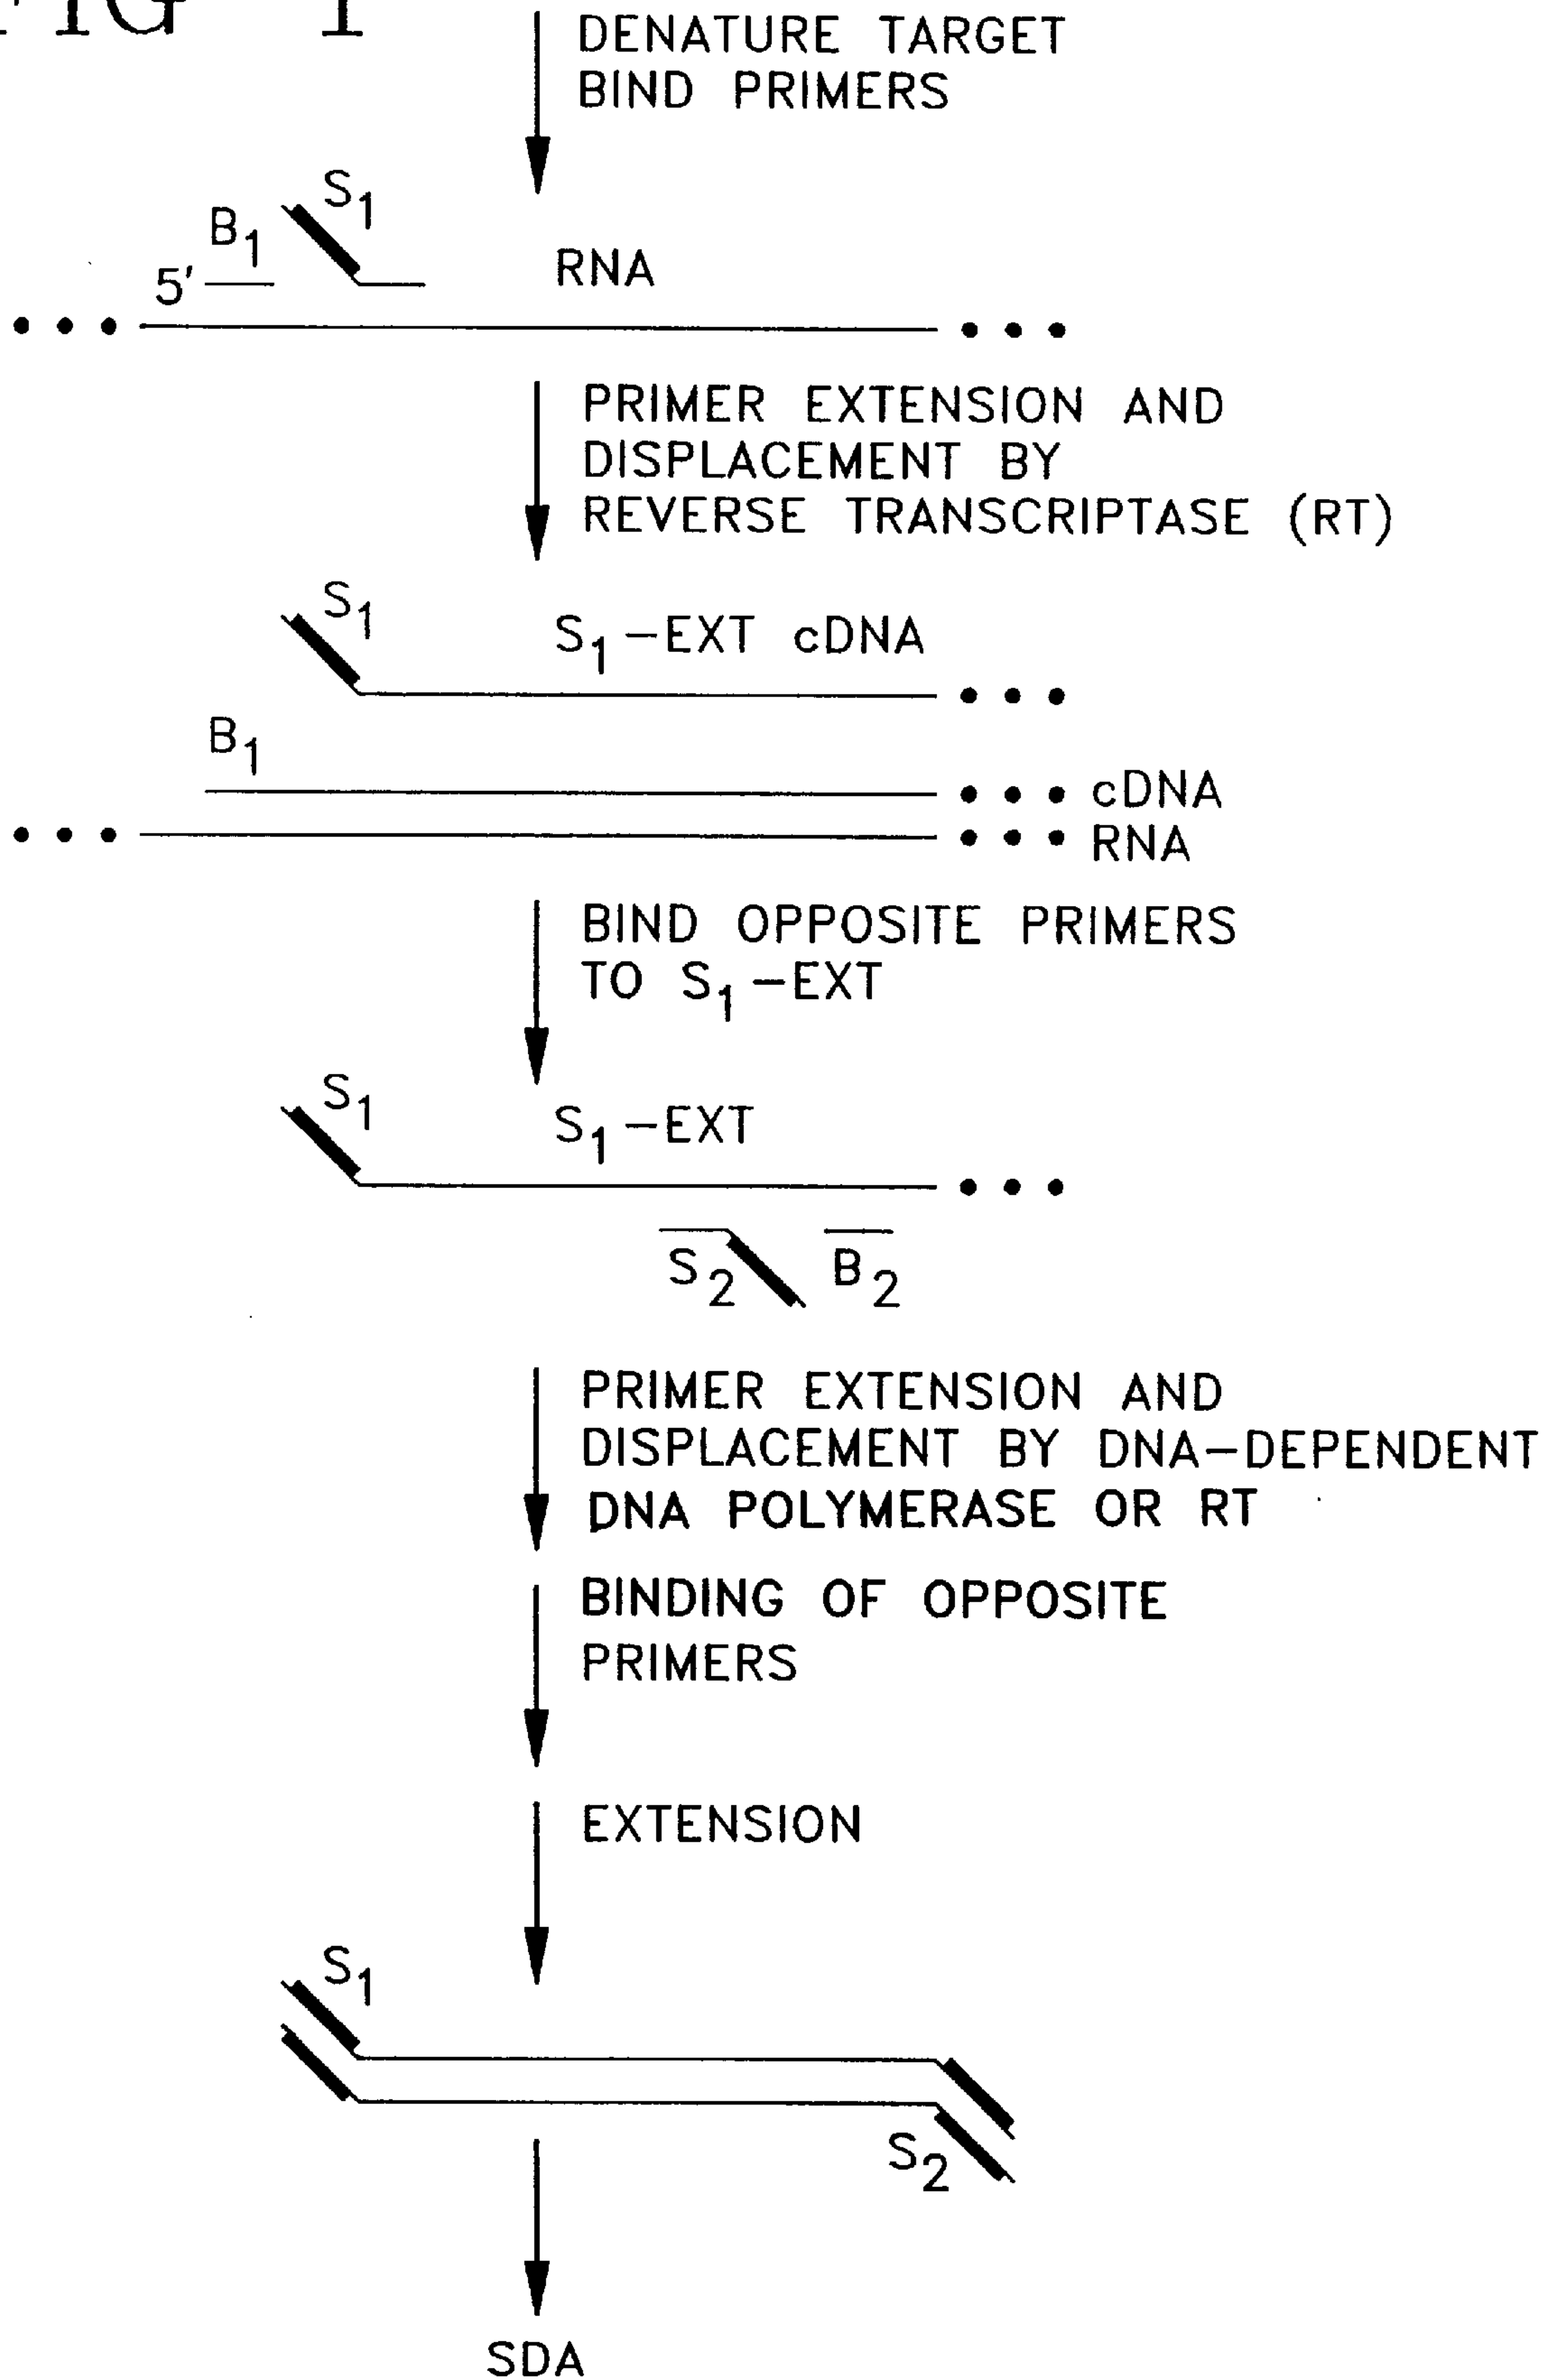 FIG 1
DENATURE TARGET
BIND PRIMERS
S1
B1
5' RNA
PRIMER EXTENSION AND
DISPLACEMENT BY
REVERSE TRANSCRIPTASE (RT)
S1
S1-EXT cDNA
B1
cDNA
RNA
BIND OPPOSITE PRIMERS
TO S1-EXT
S1
S1-EXT
S2 B2
PRIMER EXTENSION AND
DISPLACEMENT BY DNA-DEPENDENT
DNA POLYMERASE OR RT
BINDING OF OPPOSITE
PRIMERS
EXTENSION
S1
S2
SDA